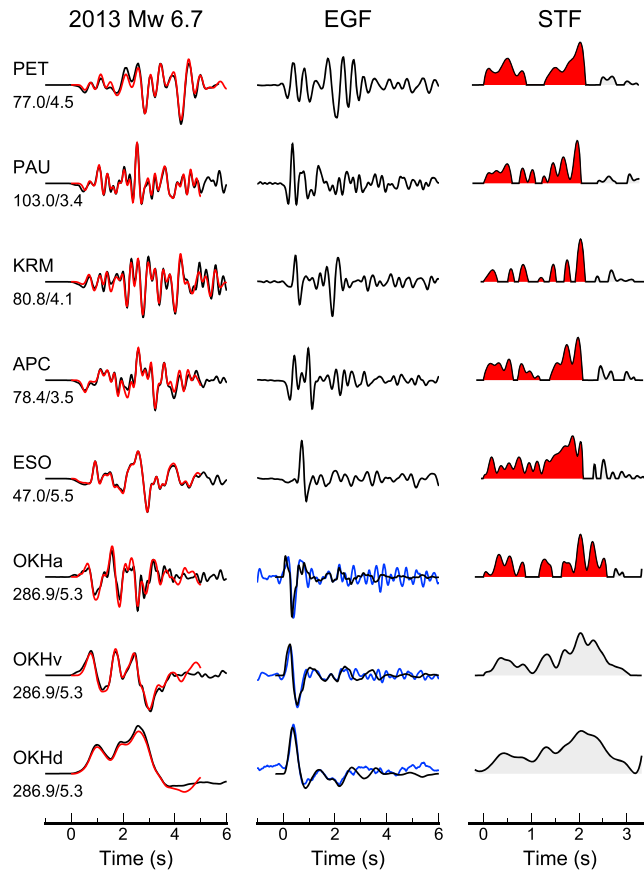 2013 Mw 6.7 EGF STF
PET
77.0/4.5
PAU
103.0/3.4
KRM
80.8/4.1
APC
78.4/3.5
ESO
47.0/5.5
OKHa
286.9/5.3
OKHv
286.9/5.3
OKHd
286.9/5.3
0 2 4 6 0 2 4 6 0 1 2 3
Time (s) Time (s) Time (s)